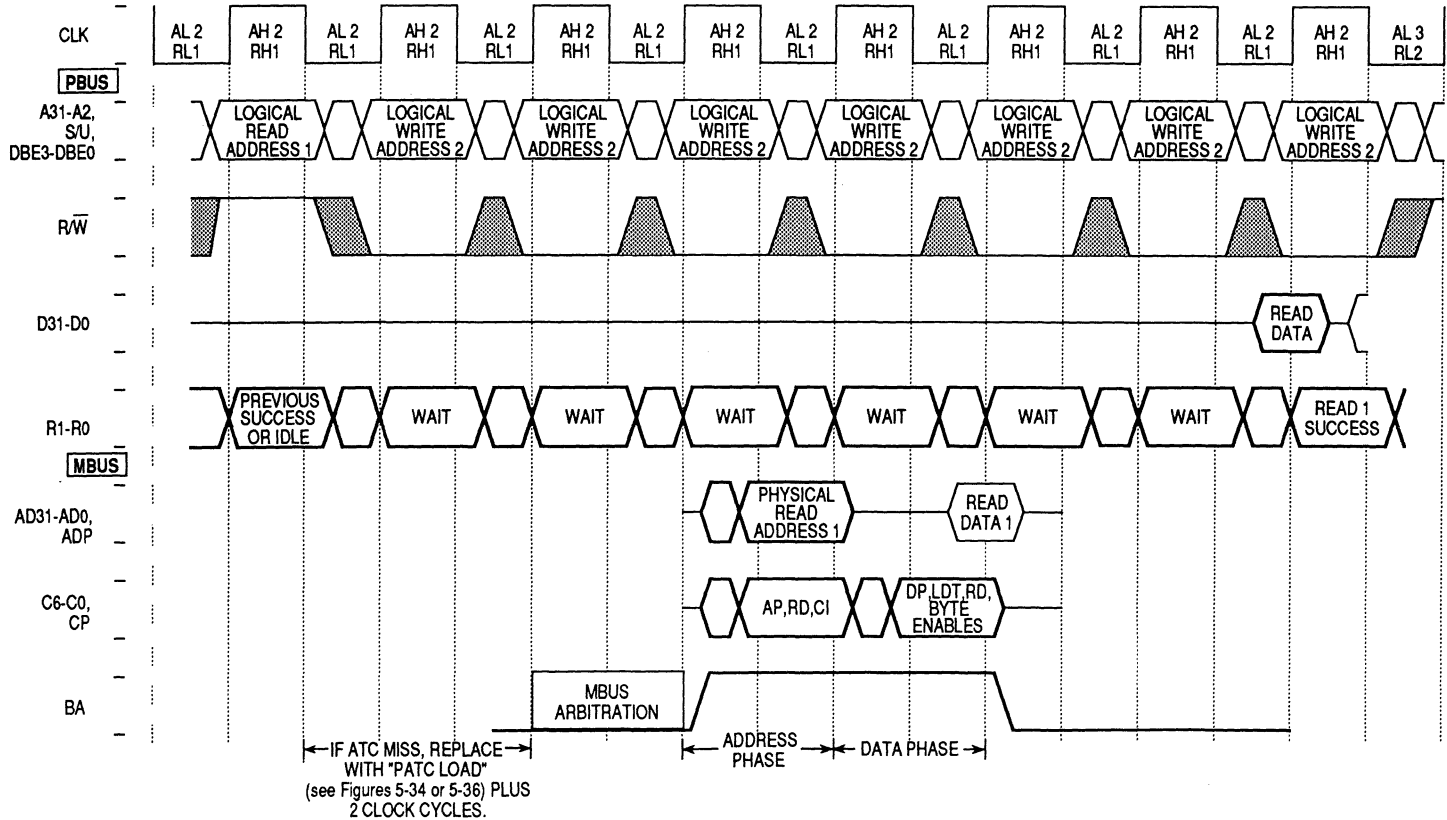 CLK
AL 2 AH 2 AL 2 AH 2 AL 2 AH 2 AL 2 AH 2 AL 2 AH 2 AL 2 AH 2 AL 2 AH 2 AL 2 AH 2 AL 3
RL1 RH1 RL1 RH1 RL1 RH1 RL1 RH1 RL1 RH1 RL1 RH1 RL1 RH1 RL1 RH1 RL2
PBUS
A31-A2,
S/U,
DBE3-DBE0
LOGICAL
READ
ADDRESS 1
LOGICAL
WRITE
ADDRESS 2
LOGICAL
WRITE
ADDRESS 2
LOGICAL
WRITE
ADDRESS 2
LOGICAL
WRITE
ADDRESS 2
LOGICAL
WRITE
ADDRESS 2
LOGICAL
WRITE
ADDRESS 2
LOGICAL
WRITE
ADDRESS 2
R/W̅
D31-D0
READ
DATA
R1-R0
PREVIOUS
SUCCESS
OR IDLE
WAIT
WAIT
WAIT
WAIT
WAIT
WAIT
READ 1
SUCCESS
MBUS
AD31-AD0,
ADP
PHYSICAL
READ
ADDRESS 1
READ
DATA 1
C6-C0,
CP
AP,RD,CI
DP,LDT,RD,
BYTE
ENABLES
BA
MBUS
ARBITRATION
IF ATC MISS, REPLACE
WITH "PATC LOAD"
(see Figures 5-34 or 5-36) PLUS
2 CLOCK CYCLES.
ADDRESS
PHASE
DATA PHASE